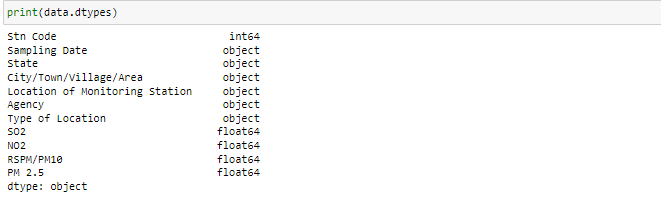 print(data.dtypes)
Stn Code int64
Sampling Date object
State object
City/Town/Village/Area object
Location of Monitoring Station object
Agency object
Type of Location object
SO2 float64
NO2 float64
RSPM/PM10 float64
PM 2.5 float64
dtype: object